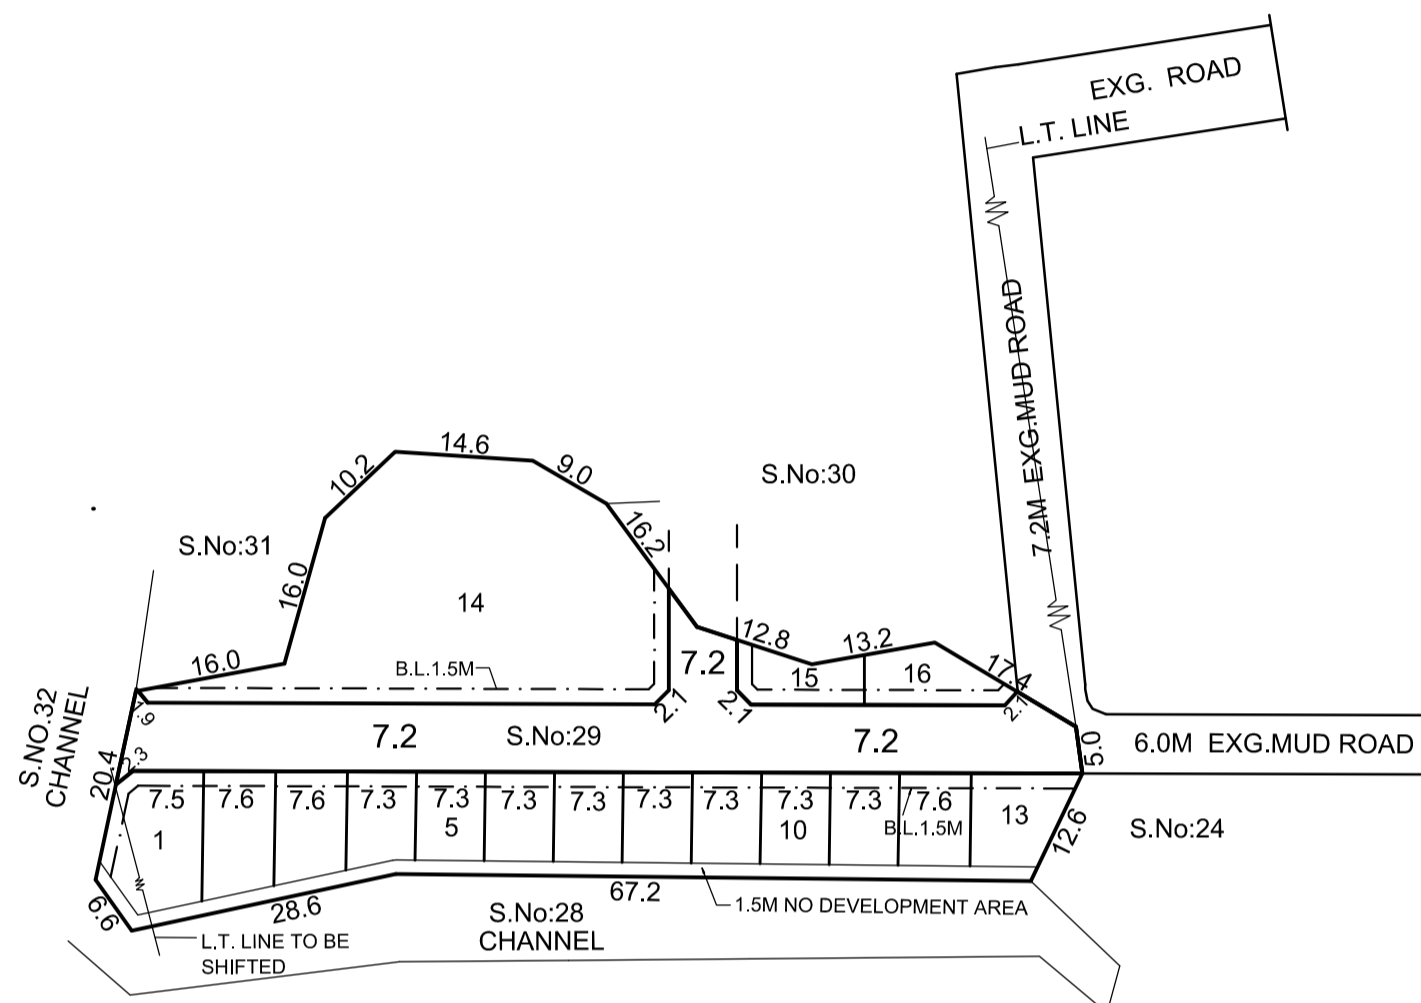 EXG. ROAD
L.T. LINE
7.2M EXG.MUD ROAD
14.6
10.2
9.0
S.No:30
16.2
S.No:31
16.0
14
16.0
B.L.1.5M
7.2
12.8
13.2
15
16
17.4
1.9
2.1
2.1
2.1
S.NO.32
CHANNEL
20.4
2.3
7.2
S.No:29
7.2
5.0
6.0M EXG.MUD ROAD
7.5
7.6
7.6
7.3
7.3
7.3
7.3
7.3
7.3
7.3
7.3
7.6
1
5
10
B.L.1.5M
13
12.6
S.No:24
6.6
28.6
67.2
1.5M NO DEVELOPMENT AREA
S.No:28
CHANNEL
L.T. LINE TO BE
SHIFTED